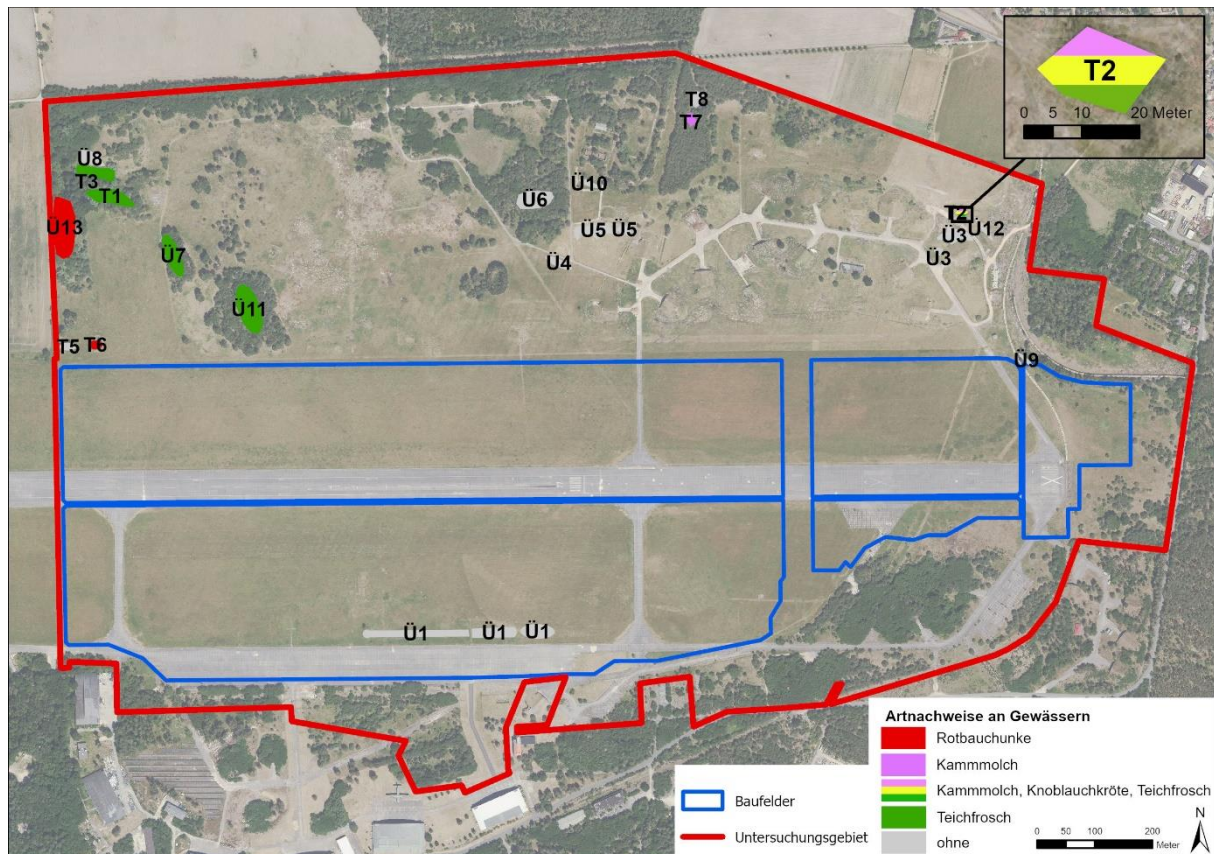 T2
0 5 10 20 Meter
T8
T7
Ü8
T3
T1
Ü10
Ü6
Ü13
T2
Ü5 Ü5
Ü12
Ü3
Ü7
Ü4
Ü3
Ü11
T5 T6
Ü9
Ü1 Ü1 Ü1
Baufelder
Untersuchungsgebiet
Artnachweise an Gewässern
Rotbauchunke
Kammmolch
Kammmolch, Knoblauchkröte, Teichfrosch
Teichfrosch
ohne
N
0 50 100 200
Meter